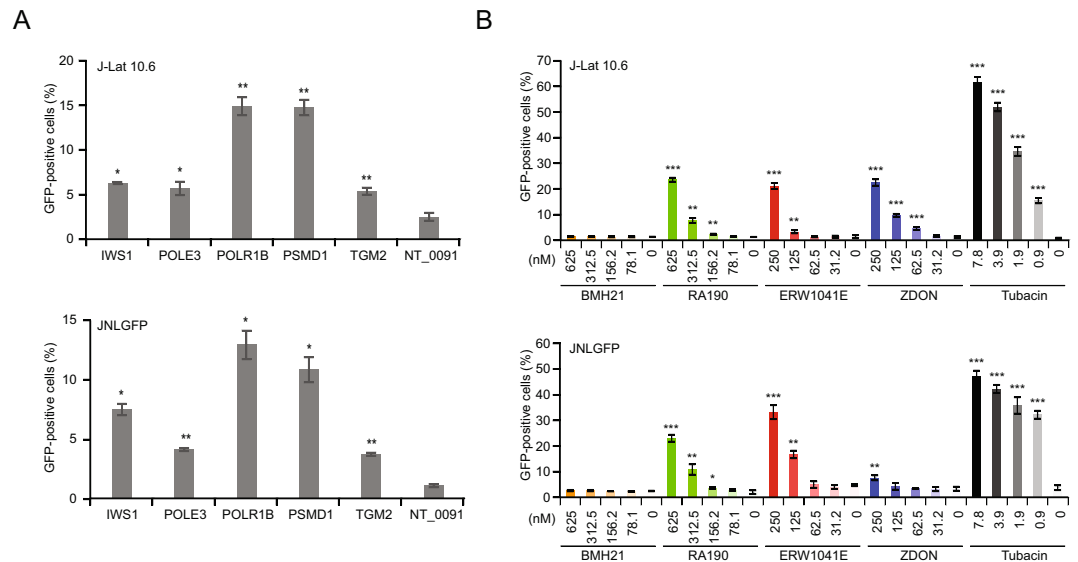 A
J-Lat 10.6
GFP-positive cells (%)
20
15
10
5
0
* * ** ** **
IWS1 POLE3 POLR1B PSMD1 TGM2 NT_0091
JNLGFP
GFP-positive cells (%)
15
10
5
0
* ** * * **
IWS1 POLE3 POLR1B PSMD1 TGM2 NT_0091
B
J-Lat 10.6
GFP-positive cells (%)
70
60
50
40
30
20
10
0
*** ** ** *** ** *** *** *** *** *** *** ***
(nM) 625 312.5 156.2 78.1 0 625 312.5 156.2 78.1 0 250 125 62.5 31.2 0 250 125 62.5 31.2 0 7.8 3.9 1.9 0.9 0
BMH21 RA190 ERW1041E ZDON Tubacin
JNLGFP
GFP-positive cells (%)
60
50
40
30
20
10
0
*** ** * *** ** ** *** *** *** ***
(nM) 625 312.5 156.2 78.1 0 625 312.5 156.2 78.1 0 250 125 62.5 31.2 0 250 125 62.5 31.2 0 7.8 3.9 1.9 0.9 0
BMH21 RA190 ERW1041E ZDON Tubacin